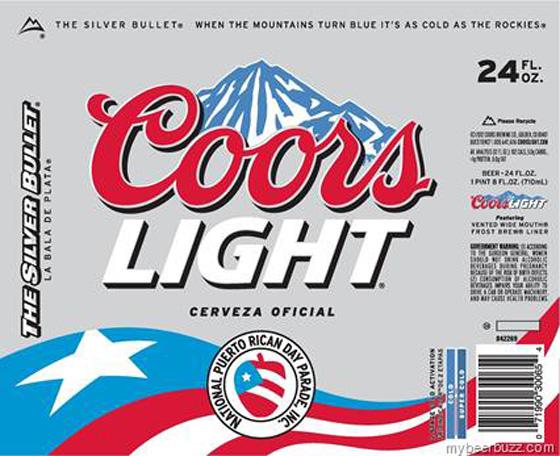 THE SILVER BULLET® WHEN THE MOUNTAINS TURN BLUE IT'S AS COLD AS THE ROCKIES®
24 FL. OZ.
Coors
LIGHT®
CERVEZA OFICIAL
THE SILVER BULLET®
LA BALA DE PLATA®
NATIONAL PUERTO RICAN DAY PARADE, INC.
Please Recycle
BEER • 24 FL.OZ.
1 PINT 8 FL.OZ. (710mL)
Coors LIGHT
Featuring
VENTED WIDE MOUTH®
FROST BREW® LINER
GOVERNMENT WARNING: (1) ACCORDING
TO THE SURGEON GENERAL, WOMEN
SHOULD NOT DRINK ALCOHOLIC
BEVERAGES DURING PREGNANCY
BECAUSE OF THE RISK OF BIRTH DEFECTS.
(2) CONSUMPTION OF ALCOHOLIC
BEVERAGES IMPAIRS YOUR ABILITY TO
DRIVE A CAR OR OPERATE MACHINERY,
AND MAY CAUSE HEALTH PROBLEMS.
842269
COLD
SUPER COLD
0 71990 30065 4
mybeerbuzz.com